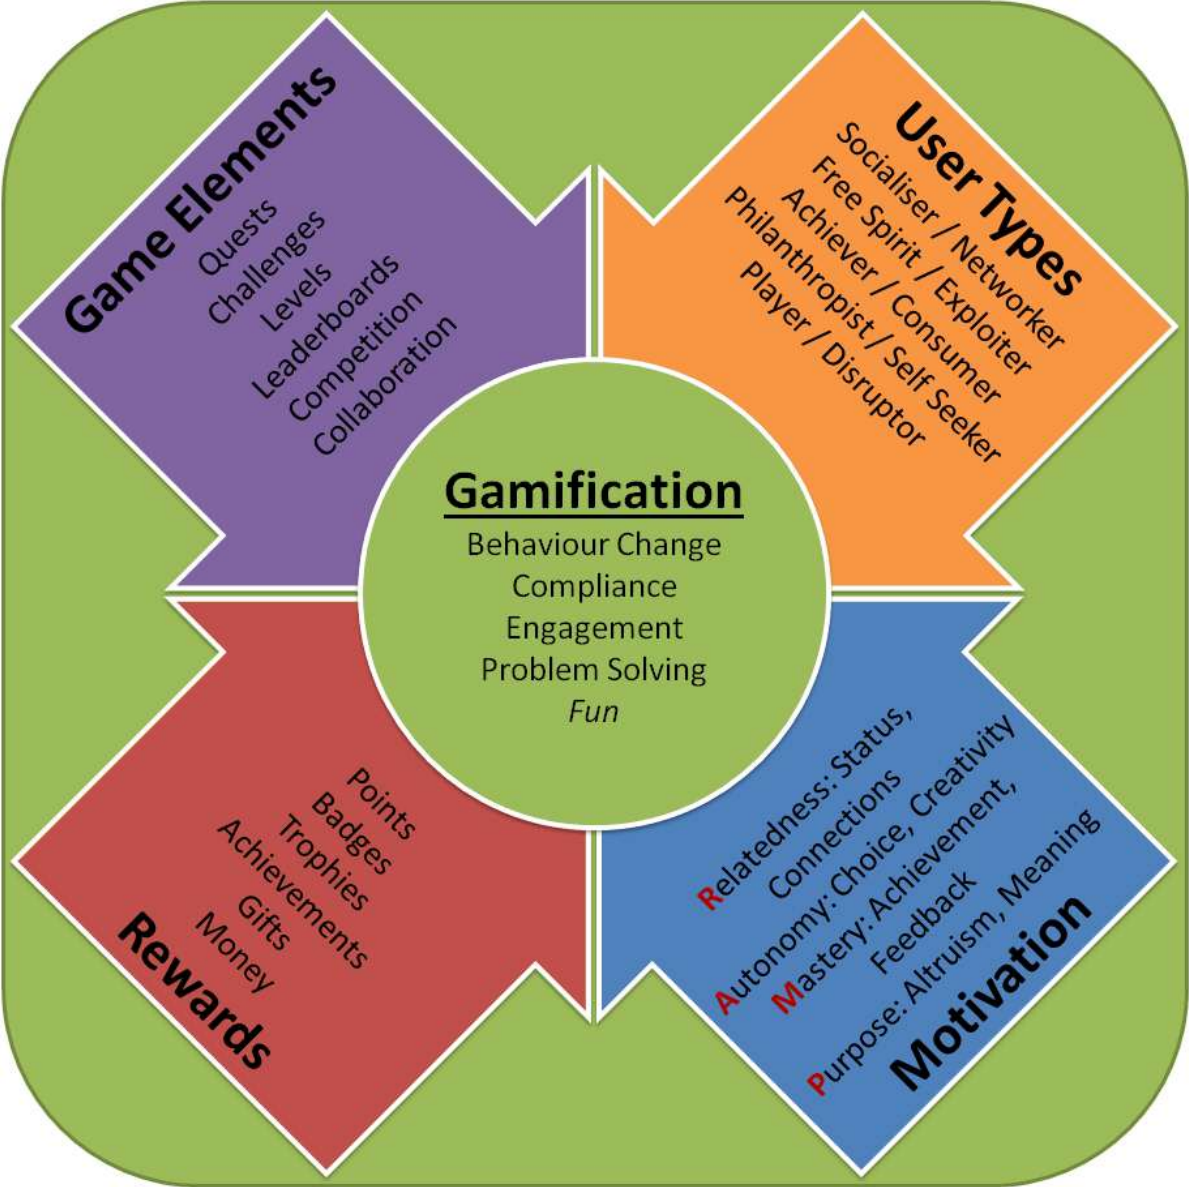 Game Elements
Quests
Challenges
Levels
Leaderboards
Competition
Collaboration
User Types
Socialiser / Networker
Free Spirit / Exploiter
Achiever / Consumer
Philanthropist / Self Seeker
Player / Disruptor
Gamification
Behaviour Change
Compliance
Engagement
Problem Solving
Fun
Points
Badges
Trophies
Achievements
Gifts
Money
Rewards
Relatedness: Status,
Connections
Autonomy: Choice, Creativity
Mastery: Achievement,
Feedback
Purpose: Altruism, Meaning
Motivation